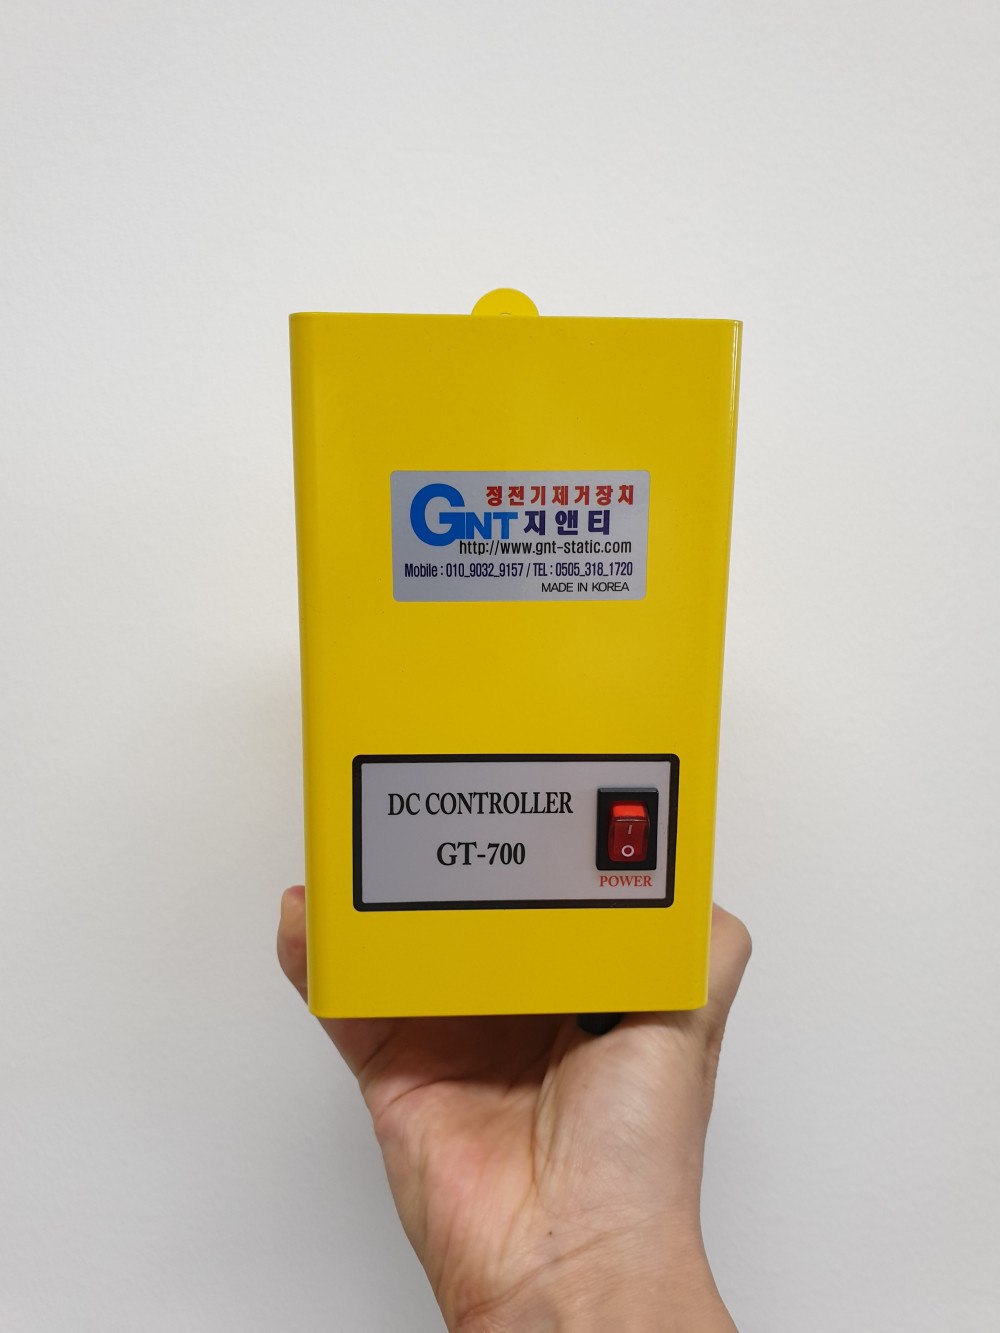 정전기제거장치
GNT 지앤티
http://www.gnt-static.com
Mobile : 010_9032_9157 / TEL : 0505_318_1720
MADE IN KOREA
DC CONTROLLER
GT-700
POWER